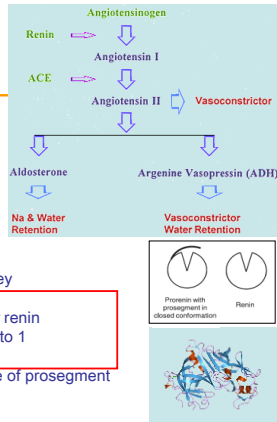 Angiotensinogen
Renin
Angiotensin I
ACE
Angiotensin II
Vasoconstrictor
Aldosterone
Argenine Vasopressin (ADH)
Na & Water
Retention
Vasoconstrictor
Water Retention
ey
renin
to 1
e of prosegment
Prorenin with
prosegment in
closed conformation
Renin